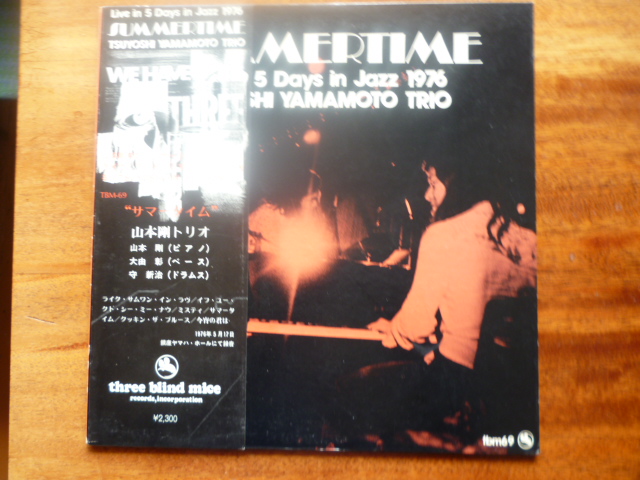 Live in 5 Days in Jazz 1976
SUMMERTIME
TSUYOSHI YAMAMOTO TRIO
MERTIME
5 Days in Jazz 1976
SHI YAMAMOTO TRIO
WE
THREE
TBM-69
“サマータイム”
山本剛トリオ
山本 剛(ピアノ)
大由 彰(ベース)
守 新治(ドラムス)
ライク・サムワン・イン・ラヴ/イフ・ユー・
クド・シー・ミー・ナウ/ミスティ/サマータ
イム/クッキン・ザ・ブルース/今宵の君は
1976年5月17日
銀座ヤマハ・ホールにて録音
three blind mice
records,incorporation
¥2,300
tbm69